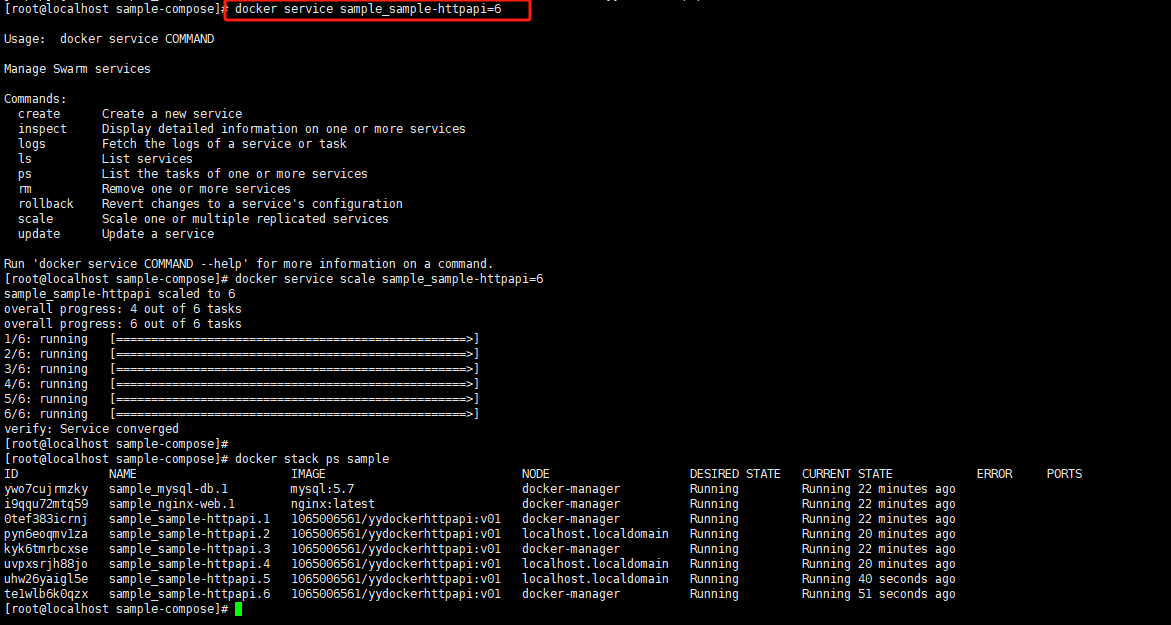 [root@localhost sample-compose]# docker service sample_sample-httpapi=6
Usage:  docker service COMMAND
Manage Swarm services
Commands:
  create      Create a new service
  inspect     Display detailed information on one or more services
  logs        Fetch the logs of a service or task
  ls          List services
  ps          List the tasks of one or more services
  rm          Remove one or more services
  rollback    Revert changes to a service's configuration
  scale       Scale one or multiple replicated services
  update      Update a service
Run 'docker service COMMAND --help' for more information on a command.
[root@localhost sample-compose]# docker service scale sample_sample-httpapi=6
sample_sample-httpapi scaled to 6
overall progress: 4 out of 6 tasks
overall progress: 6 out of 6 tasks
1/6: running   [==================================================>]
2/6: running   [==================================================>]
3/6: running   [==================================================>]
4/6: running   [==================================================>]
5/6: running   [==================================================>]
6/6: running   [==================================================>]
verify: Service converged
[root@localhost sample-compose]#
[root@localhost sample-compose]# docker stack ps sample
ID             NAME                      IMAGE                            NODE                    DESIRED STATE   CURRENT STATE            ERROR     PORTS
ywo7cujrmzky   sample_mysql-db.1         mysql:5.7                        docker-manager          Running         Running 22 minutes ago
i9qqu72mtq59   sample_nginx-web.1        nginx:latest                     docker-manager          Running         Running 22 minutes ago
0tef383icrnj   sample_sample-httpapi.1   1065006561/yydockerhttpapi:v01   docker-manager          Running         Running 22 minutes ago
pyn6eoqmv1za   sample_sample-httpapi.2   1065006561/yydockerhttpapi:v01   localhost.localdomain   Running         Running 20 minutes ago
kyk6tmrbcxse   sample_sample-httpapi.3   1065006561/yydockerhttpapi:v01   docker-manager          Running         Running 22 minutes ago
uvpxsrjh88jo   sample_sample-httpapi.4   1065006561/yydockerhttpapi:v01   localhost.localdomain   Running         Running 20 minutes ago
uhw26yaigl5e   sample_sample-httpapi.5   1065006561/yydockerhttpapi:v01   localhost.localdomain   Running         Running 40 seconds ago
te1wlb6k0qzx   sample_sample-httpapi.6   1065006561/yydockerhttpapi:v01   docker-manager          Running         Running 51 seconds ago
[root@localhost sample-compose]#